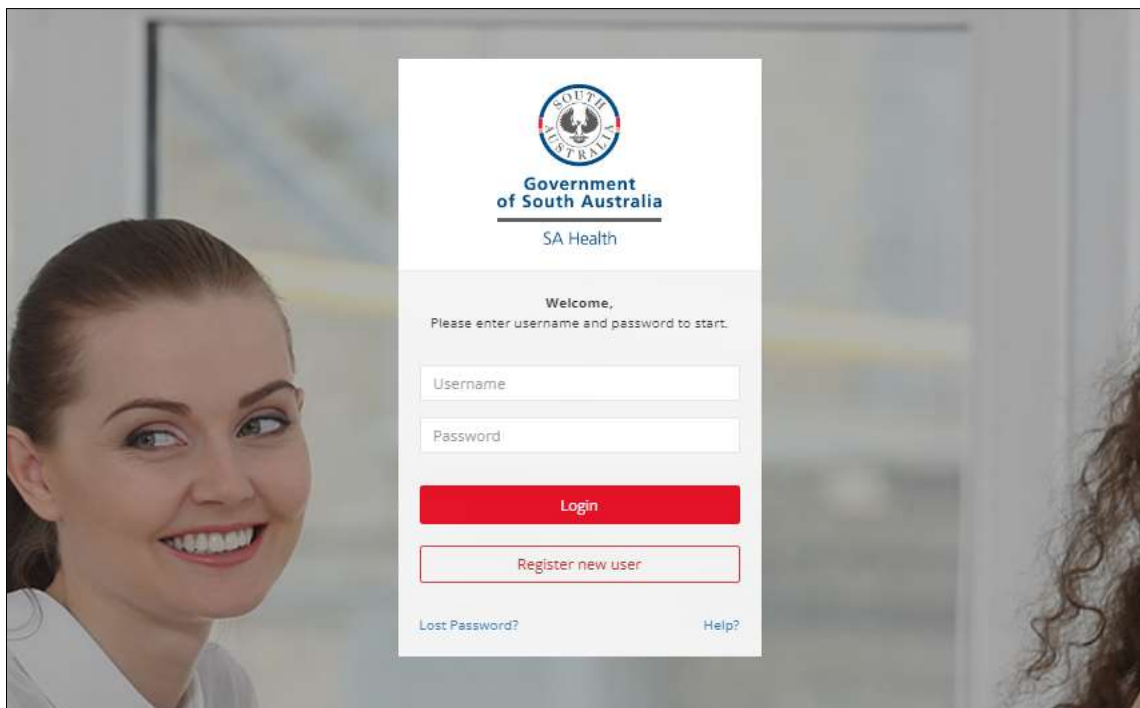 SOUTH
AUSTRALIA
Government
of South Australia
SA Health
Welcome,
Please enter username and password to start.
Username
Password
Login
Register new user
Lost Password?
Help?